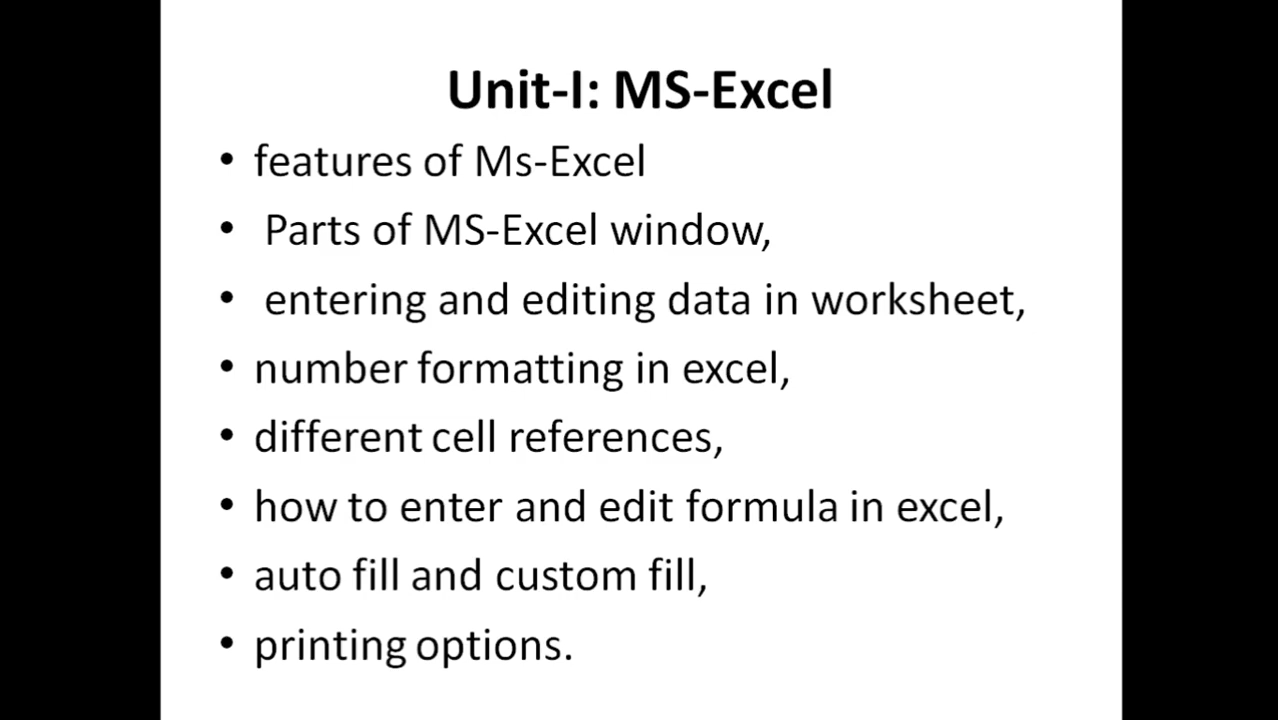 Unit-I: MS-Excel
• features of Ms-Excel
• Parts of MS-Excel window,
• entering and editing data in worksheet,
• number formatting in excel,
• different cell references,
• how to enter and edit formula in excel,
• auto fill and custom fill,
• printing options.